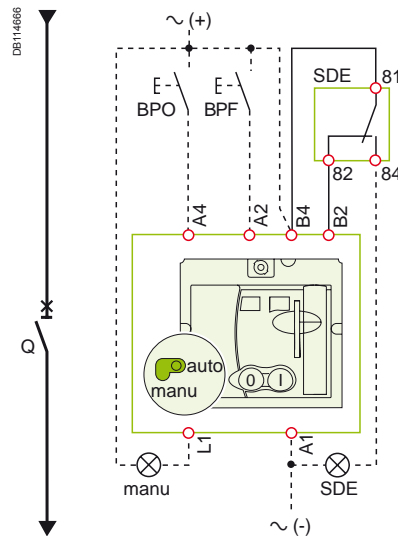 DB114666
(+)
SDE
81
BPO
BPF
82
84
A4
A2
B4
B2
Q
auto
manu
0
I
L1
A1
manu
SDE
(-)